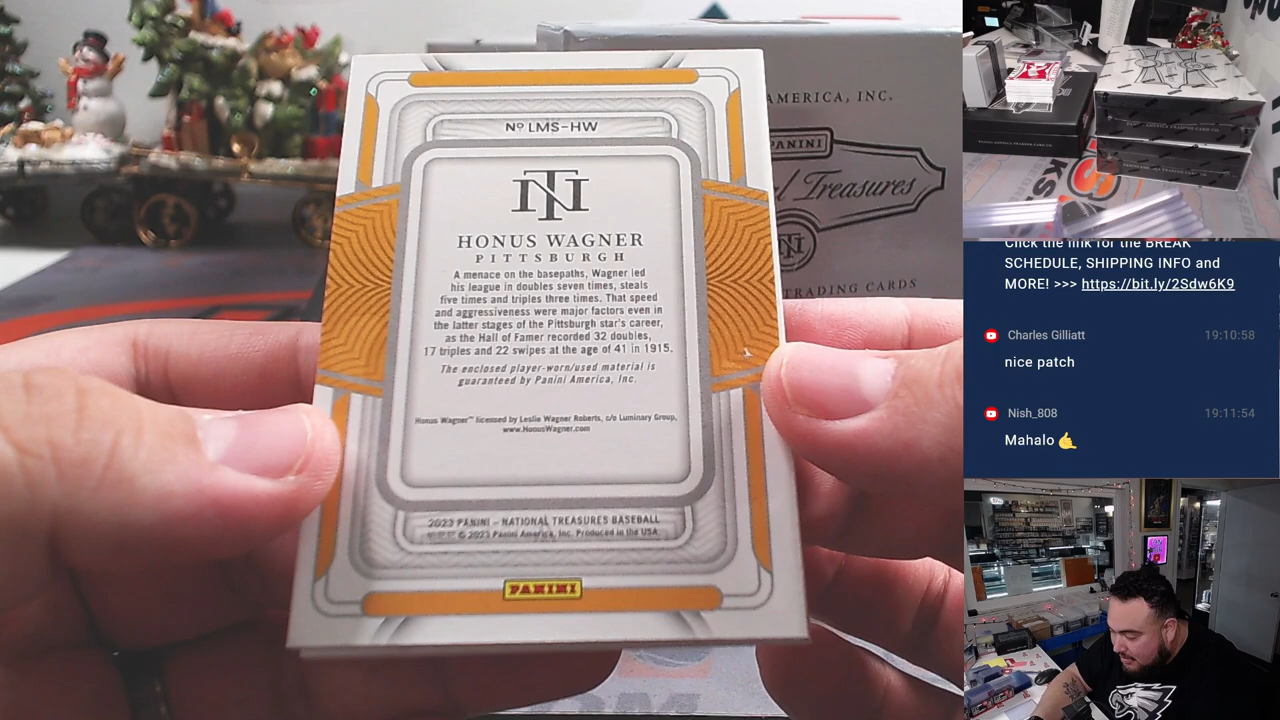 Nº LMS-HW
HONUS WAGNER
PITTSBURGH
A menace on the basepaths, Wagner led
his league in doubles seven times, steals
five times and triples three times. That speed
and aggressiveness were major factors even in
the latter stages of the Pittsburgh star's career,
as the Hall of Famer recorded 32 doubles,
17 triples and 22 swipes at the age of 41 in 1915.
The enclosed player-worn/used material is
guaranteed by Panini America, Inc.
Honus Wagner™ licensed by Leslie Wagner Roberts, c/o Luminary Group,
www.HonusWagner.com
2023 PANINI – NATIONAL TREASURES BASEBALL
© 2023 Panini America, Inc. Produced in the USA.
PANINI
AMERICA, INC.
PANINI
Treasures
TRADING CARDS
Click the link for the BREAK
SCHEDULE, SHIPPING INFO and
MORE! >>> https://bit.ly/2Sdw6K9
Charles Gilliatt 19:10:58
nice patch
Nish_808 19:11:54
Mahalo 🤙